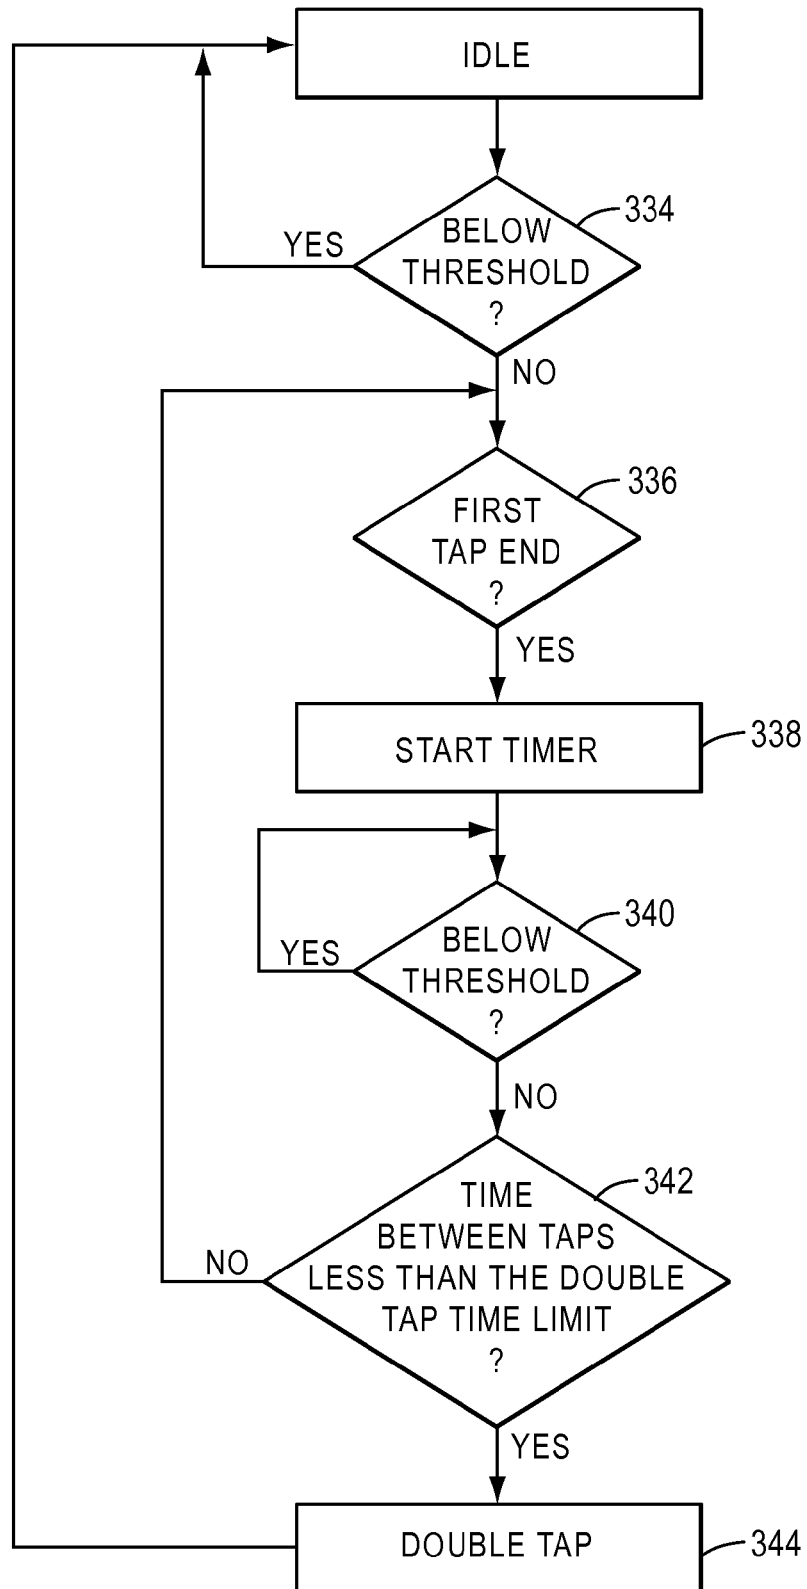 IDLE
334
BELOW
THRESHOLD
?
YES
NO
336
FIRST
TAP END
?
YES
START TIMER
338
340
BELOW
THRESHOLD
?
YES
NO
342
TIME
BETWEEN TAPS
LESS THAN THE DOUBLE
TAP TIME LIMIT
?
NO
YES
DOUBLE TAP
344